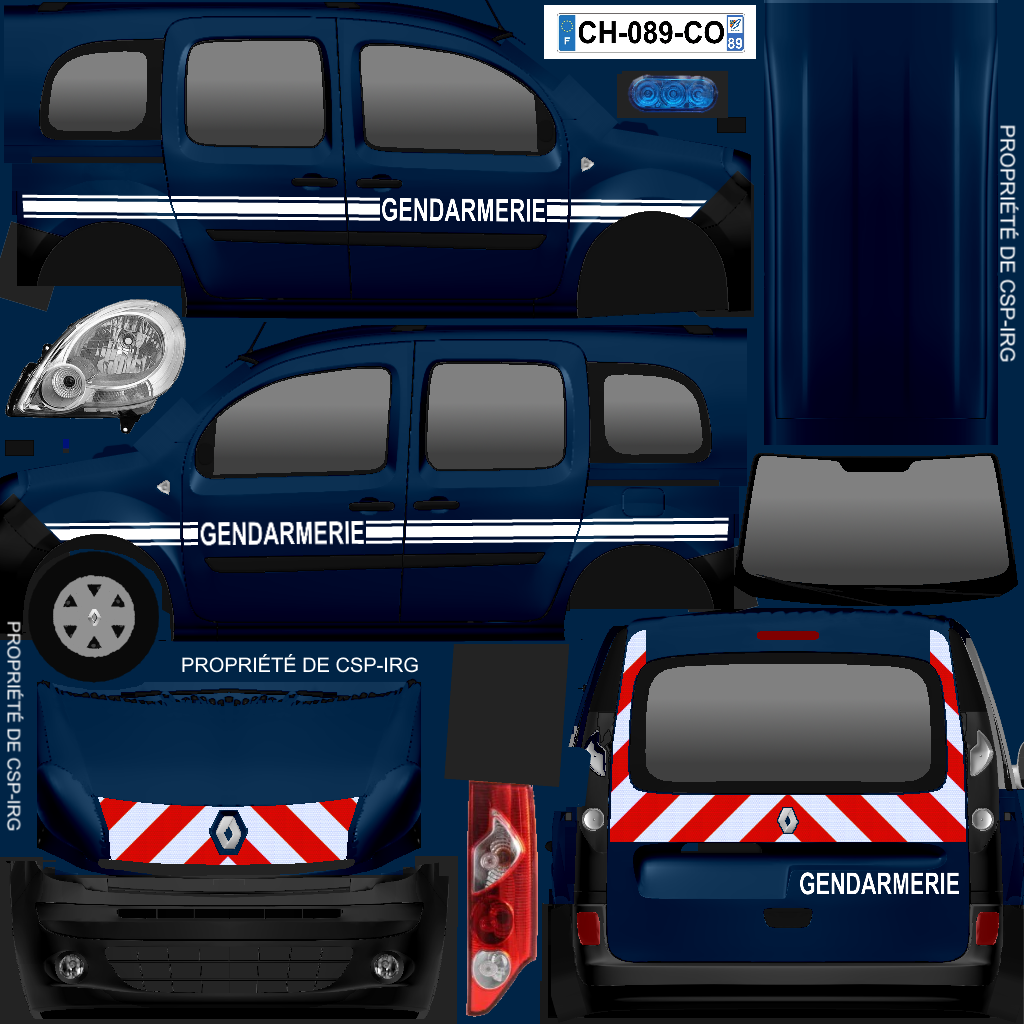 F CH-089-CO 89
GENDARMERIE
PROPRIÉTÉ DE CSP-IRG
GENDARMERIE
PROPRIÉTÉ DE CSP-IRG
PROPRIÉTÉ DE CSP-IRG
GENDARMERIE